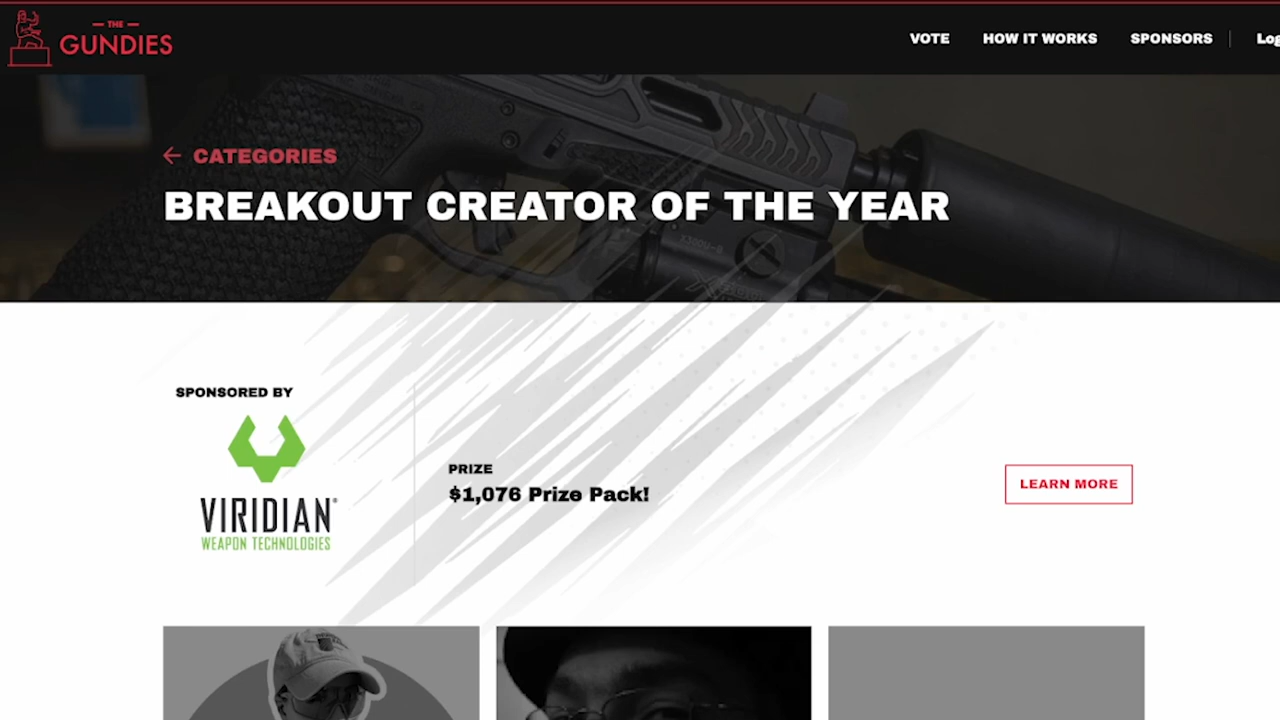 THE
GUNDIES
VOTE
HOW IT WORKS
SPONSORS
Log
CATEGORIES
BREAKOUT CREATOR OF THE YEAR
SPONSORED BY
VIRIDIAN®
WEAPON TECHNOLOGIES
PRIZE
$1,076 Prize Pack!
LEARN MORE